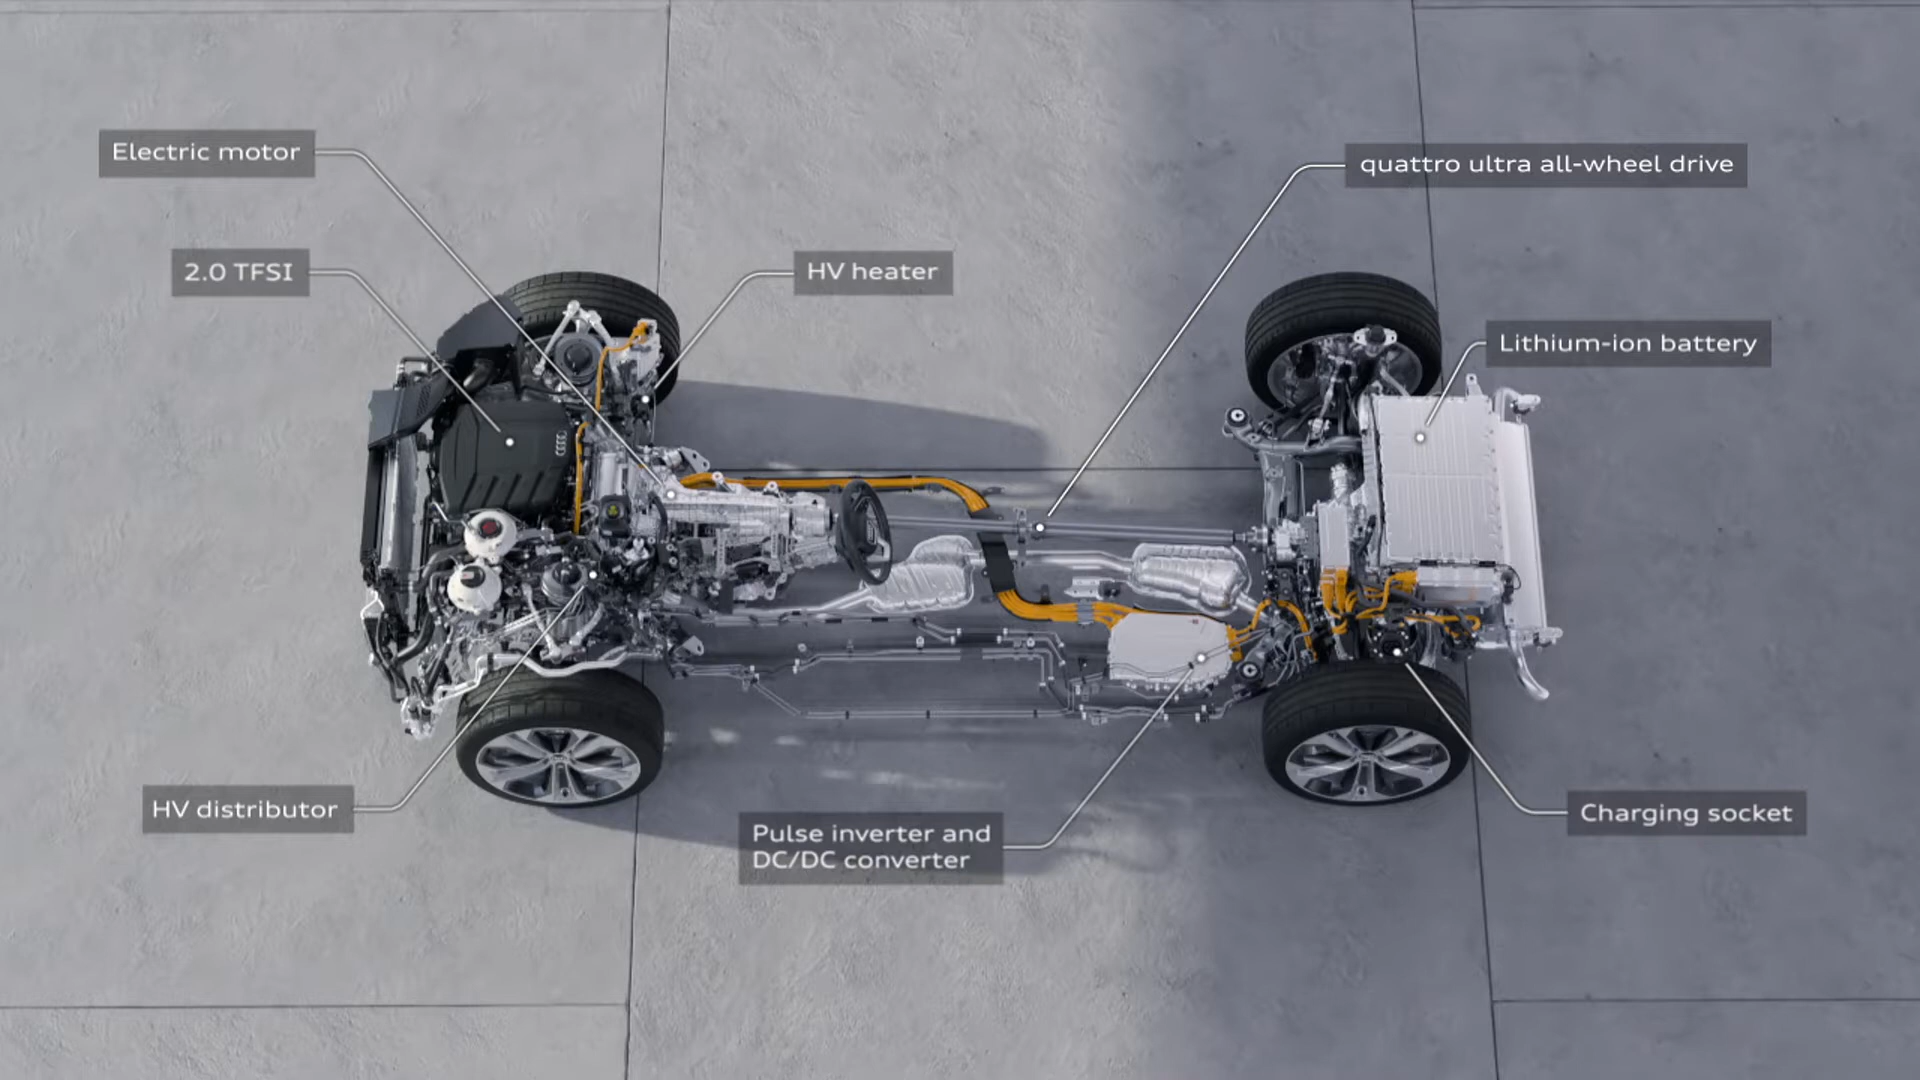 Electric motor
quattro ultra all-wheel drive
2.0 TFSI
HV heater
Lithium-ion battery
HV distributor
Pulse inverter and
DC/DC converter
Charging socket